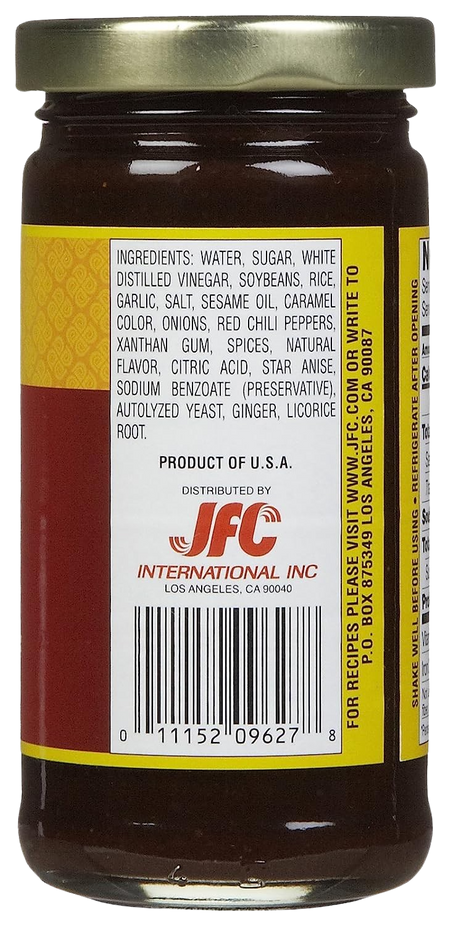 INGREDIENTS: WATER, SUGAR, WHITE
DISTILLED VINEGAR, SOYBEANS, RICE,
GARLIC, SALT, SESAME OIL, CARAMEL
COLOR, ONIONS, RED CHILI PEPPERS,
XANTHAN GUM, SPICES, NATURAL
FLAVOR, CITRIC ACID, STAR ANISE,
SODIUM BENZOATE (PRESERVATIVE),
AUTOLYZED YEAST, GINGER, LICORICE
ROOT.
PRODUCT OF U.S.A.
DISTRIBUTED BY
JFC
INTERNATIONAL INC
LOS ANGELES, CA 90040
0 11152 09627 8
FOR RECIPES PLEASE VISIT WWW.JFC.COM OR WRITE TO
P.O. BOX 875349 LOS ANGELES, CA 90087
SHAKE WELL BEFORE USING • REFRIGERATE AFTER OPENING